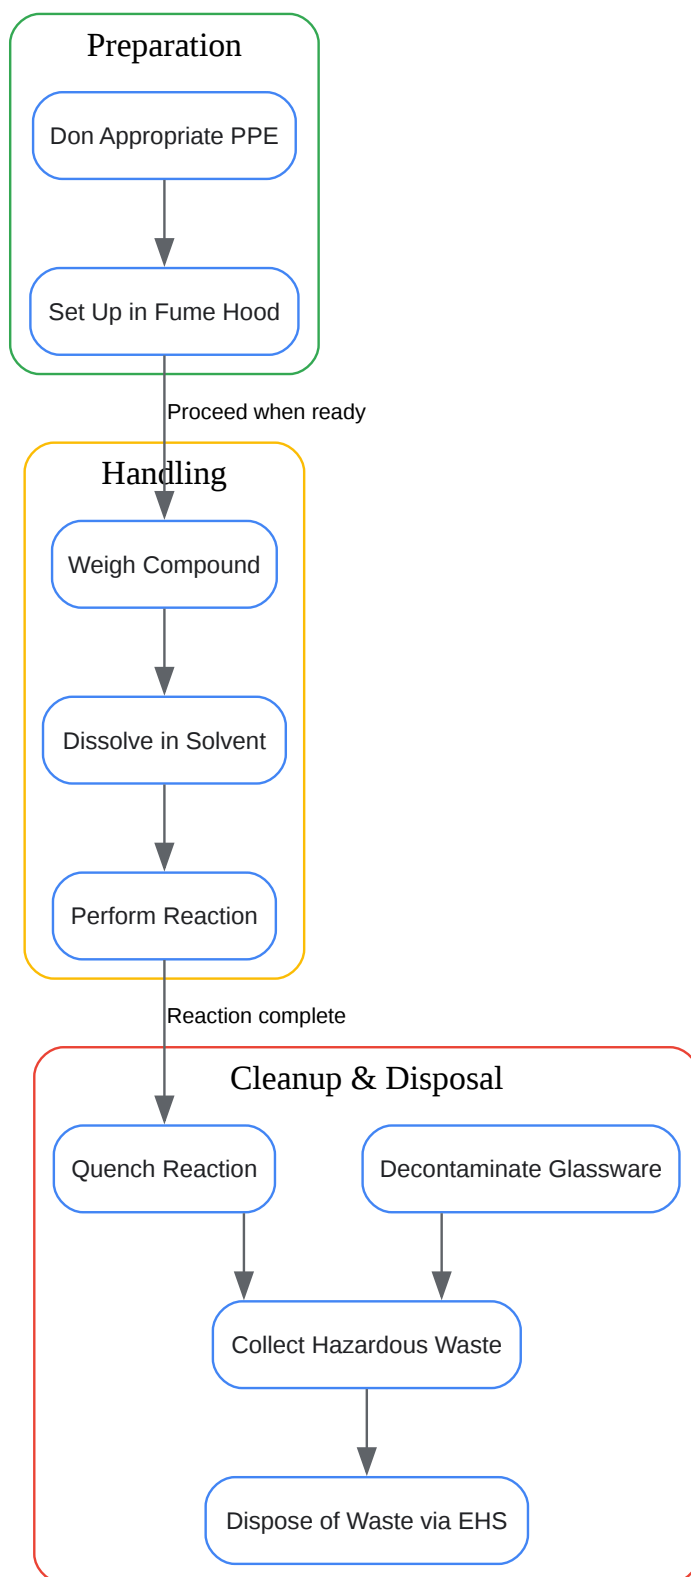 Preparation
Don Appropriate PPE
Set Up in Fume Hood
Proceed when ready
Handling
Weigh Compound
Dissolve in Solvent
Perform Reaction
Reaction complete
Cleanup & Disposal
Quench Reaction
Decontaminate Glassware
Collect Hazardous Waste
Dispose of Waste via EHS